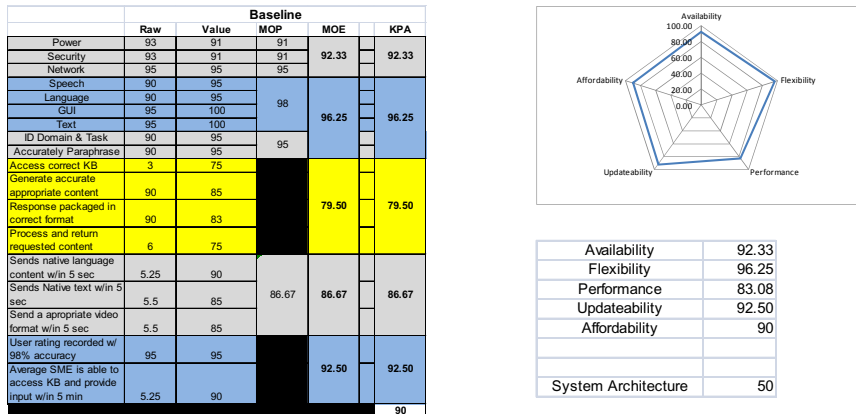 Baseline
Raw Value MOP MOE KPA
Power 93 91 91
Security 93 91 91 92.33 92.33
Network 95 95 95
Speech 90 95
Language 90 95
98
GUI 95 100
Text 95 100
96.25 96.25
ID Domain & Task 90 95
95
Accurately Paraphrase 90 95
Access correct KB 3 75
Generate accurate
appropriate content 90 85
79.50 79.50
Response packaged in
correct format 90 83
Process and return
requested content 6 75
Sends native language
content w/in 5 sec 5.25 90
Sends Native text w/in 5
sec 5.5 85
86.67 86.67 86.67
Send a apropriate video
format w/in 5 sec 5.5 85
User rating recorded w/
98% accuracy 95 95
92.50 92.50
Average SME is able to
access KB and provide
input w/in 5 min 5.25 90
90
Availability
100.00
80.00
60.00
40.00
20.00
0.00
Flexibility
Performance
Updateability
Affordability
Availability 92.33
Flexibility 96.25
Performance 83.08
Updateability 92.50
Affordability 90
System Architecture 50